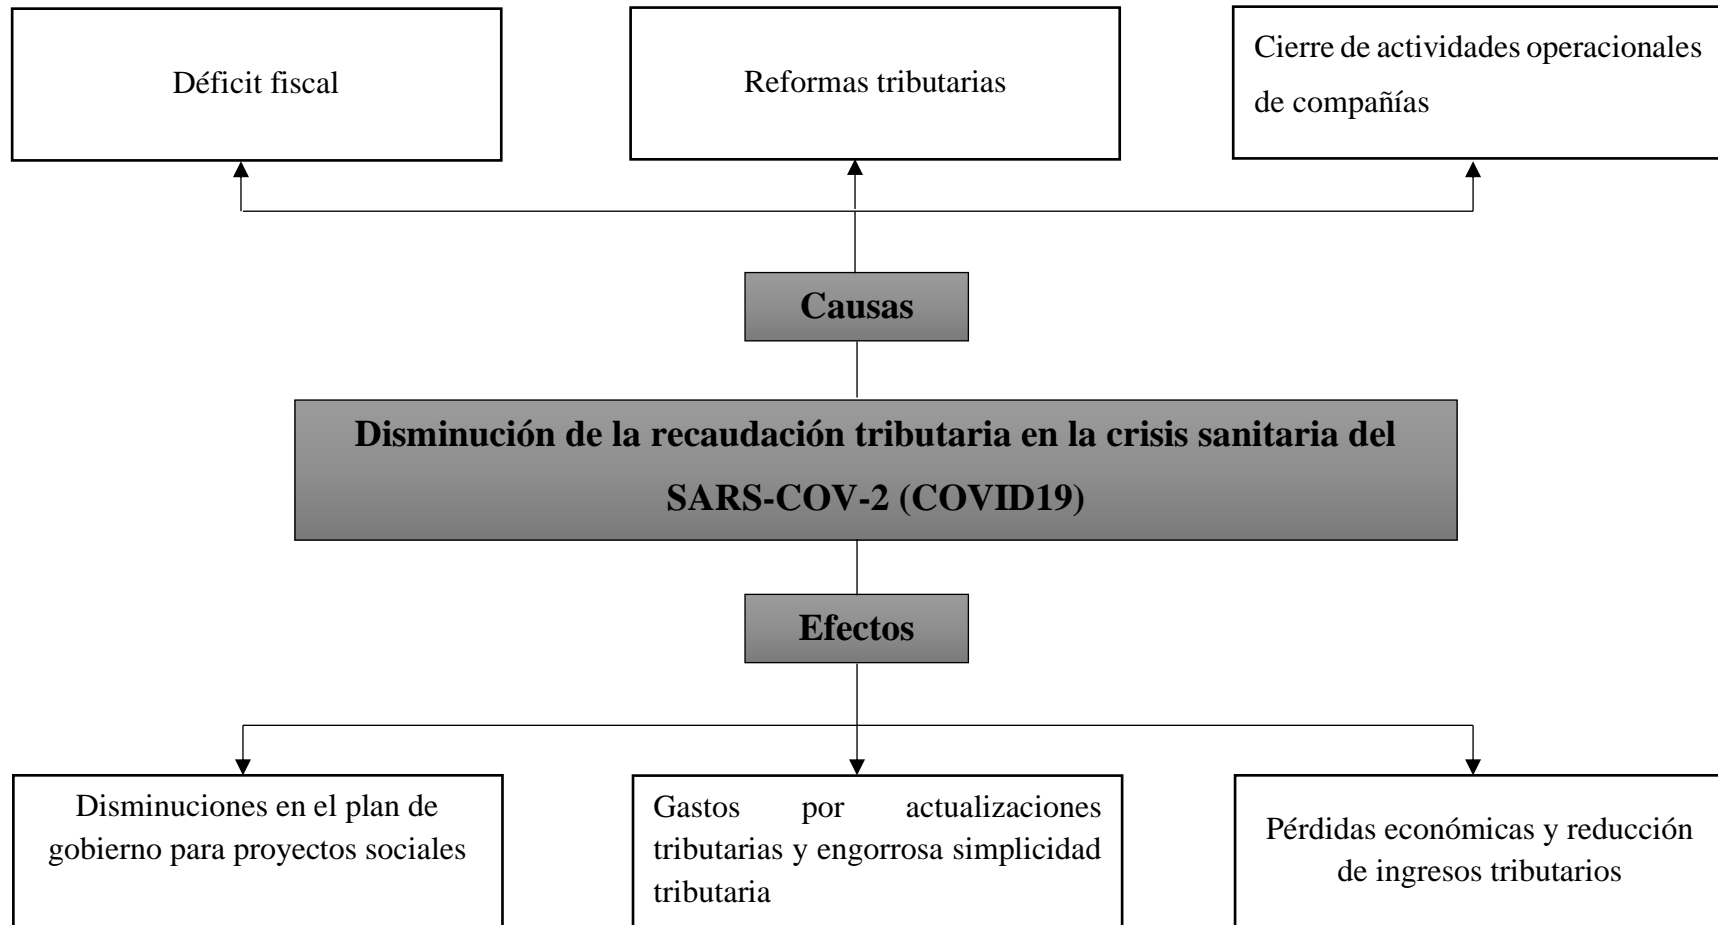 Déficit fiscal
Reformas tributarias
Cierre de actividades operacionales
de compañías
Causas
Disminución de la recaudación tributaria en la crisis sanitaria del
SARS-COV-2 (COVID19)
Efectos
Disminuciones en el plan de
gobierno para proyectos sociales
Gastos por actualizaciones
tributarias y engorrosa simplicidad
tributaria
Pérdidas económicas y reducción
de ingresos tributarios